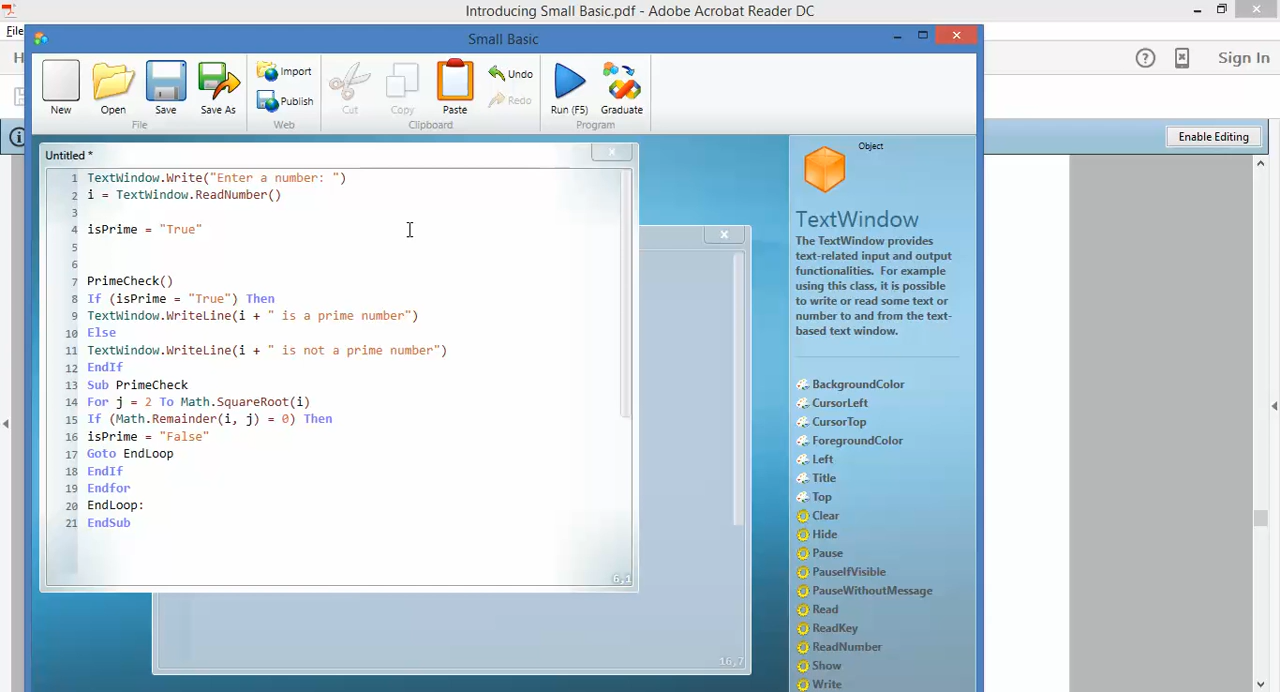 Introducing Small Basic.pdf - Adobe Acrobat Reader DC
File
Small Basic
Sign In
Import
Undo
Publish
Redo
New
Open
Save
Save As
Cut
Copy
Paste
Run (F5)
Graduate
File
Web
Clipboard
Program
Enable Editing
Untitled *
1 TextWindow.Write("Enter a number: ")
2 i = TextWindow.ReadNumber()
3
4 isPrime = "True"
5
6
7 PrimeCheck()
8 If (isPrime = "True") Then
9 TextWindow.WriteLine(i + " is a prime number")
10 Else
11 TextWindow.WriteLine(i + " is not a prime number")
12 EndIf
13 Sub PrimeCheck
14 For j = 2 To Math.SquareRoot(i)
15 If (Math.Remainder(i, j) = 0) Then
16 isPrime = "False"
17 Goto EndLoop
18 EndIf
19 Endfor
20 EndLoop:
21 EndSub
6,1
16,7
Object
TextWindow
The TextWindow provides
text-related input and output
functionalities. For example
using this class, it is possible
to write or read some text or
number to and from the text-
based text window.
BackgroundColor
CursorLeft
CursorTop
ForegroundColor
Left
Title
Top
Clear
Hide
Pause
PauseIfVisible
PauseWithoutMessage
Read
ReadKey
ReadNumber
Show
Write